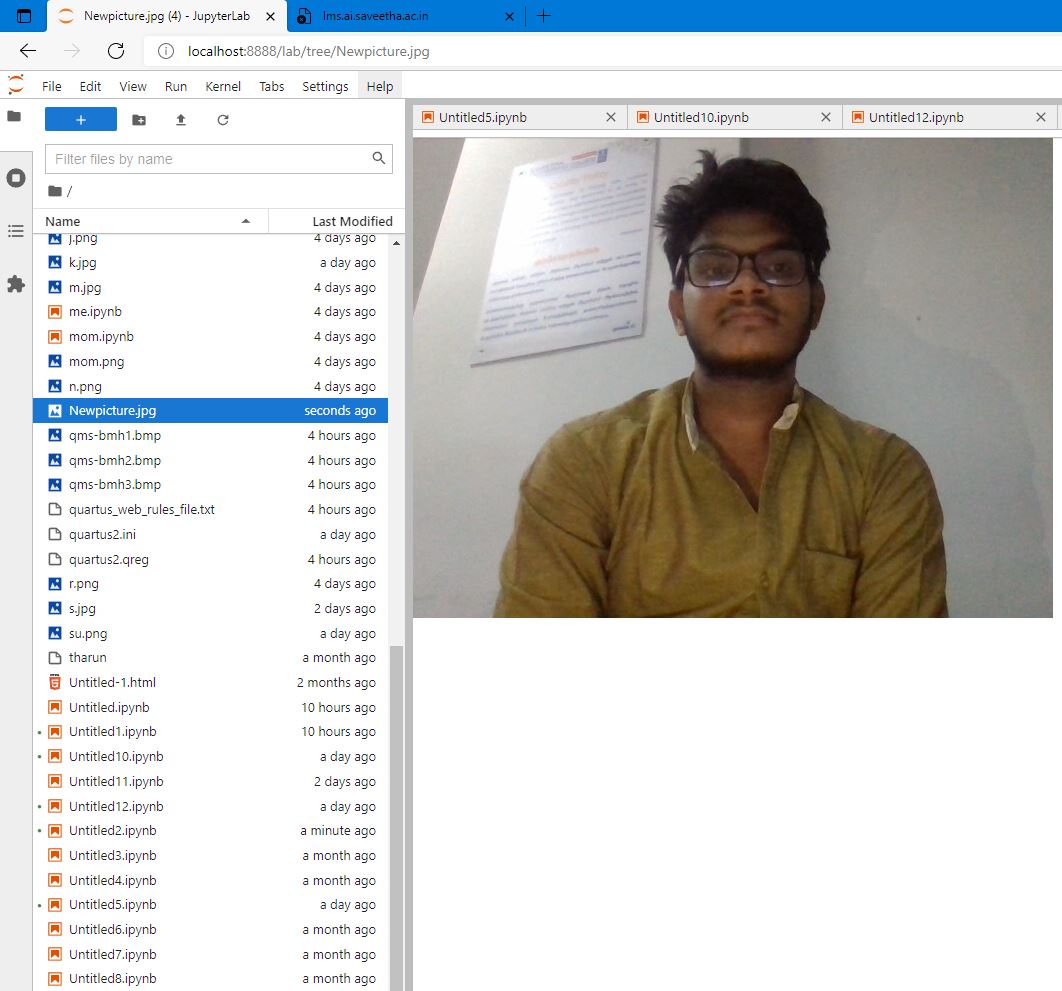 Newpicture.jpg (4) - JupyterLab
lms.ai.saveetha.ac.in
localhost:8888/lab/tree/Newpicture.jpg
File Edit View Run Kernel Tabs Settings Help
Untitled5.ipynb Untitled10.ipynb Untitled12.ipynb
Filter files by name
/
Name Last Modified
j.png 4 days ago
k.jpg a day ago
m.jpg 4 days ago
me.ipynb 4 days ago
mom.ipynb 4 days ago
mom.png 4 days ago
n.png 4 days ago
Newpicture.jpg seconds ago
qms-bmh1.bmp 4 hours ago
qms-bmh2.bmp 4 hours ago
qms-bmh3.bmp 4 hours ago
quartus_web_rules_file.txt 4 hours ago
quartus2.ini a day ago
quartus2.qreg 4 hours ago
r.png 4 days ago
s.jpg 2 days ago
su.png a day ago
tharun a month ago
Untitled-1.html 2 months ago
Untitled.ipynb 10 hours ago
Untitled1.ipynb 10 hours ago
Untitled10.ipynb a day ago
Untitled11.ipynb 2 days ago
Untitled12.ipynb a day ago
Untitled2.ipynb a minute ago
Untitled3.ipynb a month ago
Untitled4.ipynb a month ago
Untitled5.ipynb a day ago
Untitled6.ipynb a month ago
Untitled7.ipynb a month ago
Untitled8.ipynb a month ago